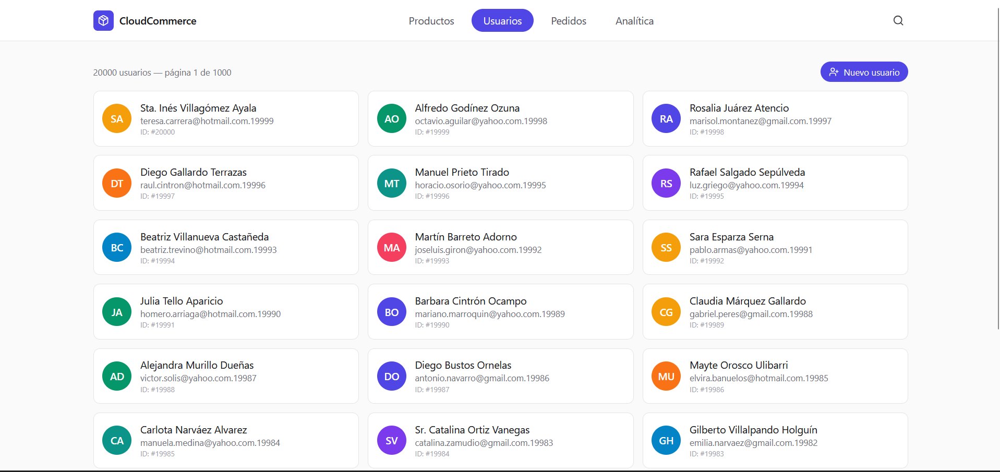 CloudCommerce
Productos
Usuarios
Pedidos
Analítica
20000 usuarios — página 1 de 1000
Nuevo usuario
SA
Sta. Inés Villagómez Ayala
teresa.carrera@hotmail.com.19999
ID: #20000
AO
Alfredo Godínez Ozuna
octavio.aguilar@yahoo.com.19998
ID: #19999
RA
Rosalia Juárez Atencio
marisol.montanez@gmail.com.19997
ID: #19998
DT
Diego Gallardo Terrazas
raul.cintron@hotmail.com.19996
ID: #19997
MT
Manuel Prieto Tirado
horacio.osorio@yahoo.com.19995
ID: #19996
RS
Rafael Salgado Sepúlveda
luz.griego@yahoo.com.19994
ID: #19995
BC
Beatriz Villanueva Castañeda
beatriz.trevino@hotmail.com.19993
ID: #19994
MA
Martín Barreto Adorno
joseluis.giron@yahoo.com.19992
ID: #19993
SS
Sara Esparza Serna
pablo.armas@yahoo.com.19991
ID: #19992
JA
Julia Tello Aparicio
homero.arriaga@hotmail.com.19990
ID: #19991
BO
Barbara Cintrón Ocampo
mariano.marroquin@yahoo.com.19989
ID: #19990
CG
Claudia Márquez Gallardo
gabriel.peres@gmail.com.19988
ID: #19989
AD
Alejandra Murillo Dueñas
victor.solis@yahoo.com.19987
ID: #19988
DO
Diego Bustos Ornelas
antonio.navarro@gmail.com.19986
ID: #19987
MU
Mayte Orosco Ulibarri
elvira.banuelos@hotmail.com.19985
ID: #19986
CA
Carlota Narváez Alvarez
manuela.medina@yahoo.com.19984
ID: #19985
SV
Sr. Catalina Ortiz Vanegas
catalina.zamudio@gmail.com.19983
ID: #19984
GH
Gilberto Villalpando Holguín
emilia.narvaez@gmail.com.19982
ID: #19983